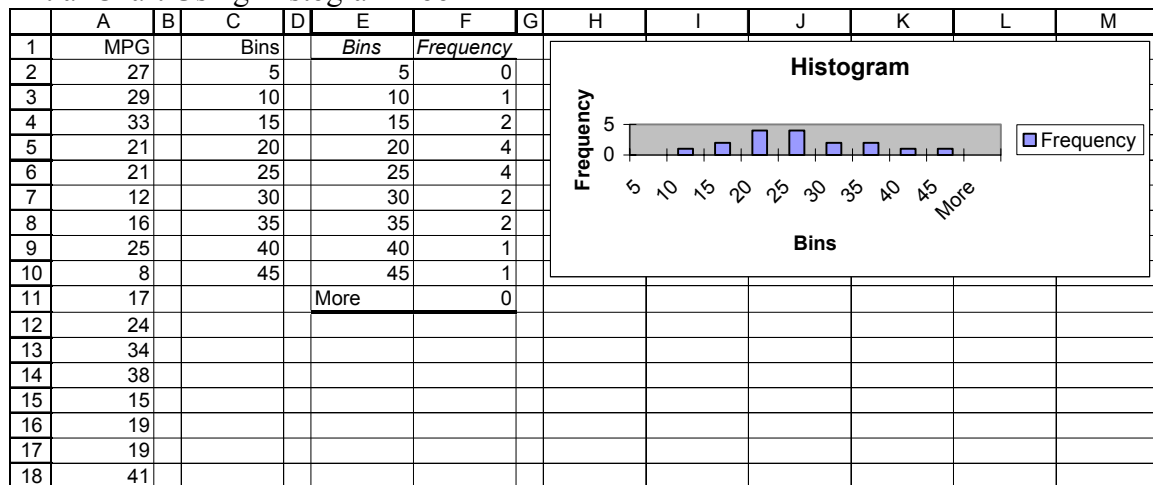 A B C D E F G H I J K L M
1 MPG Bins Bins Frequency
2 27 5 5 0
3 29 10 10 1
4 33 15 15 2
5 21 20 20 4
6 21 25 25 4
7 12 30 30 2
8 16 35 35 2
9 25 40 40 1
10 8 45 45 1
11 17 More 0
12 24
13 34
14 38
15 15
16 19
17 19
18 41
Histogram
Frequency
5
0
5 10 15 20 25 30 35 40 45 More
Bins
Frequency